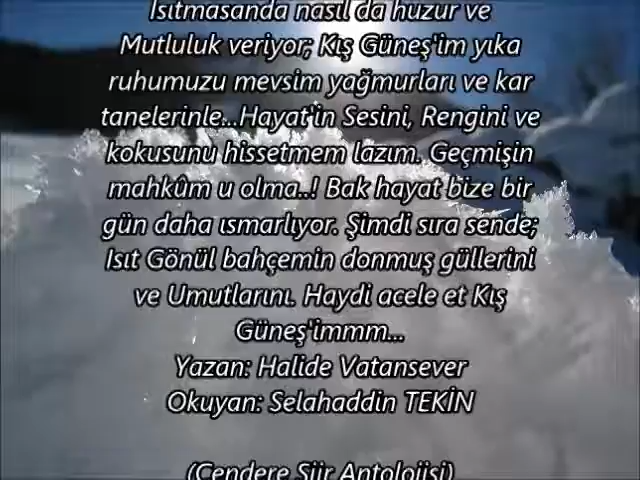 Isıtmasanda nasıl da huzur ve
Mutluluk veriyor; Kış Güneş'im yıka
ruhumuzu mevsim yağmurları ve kar
tanelerinle...Hayat'in Sesini, Rengini ve
kokusunu hissetmem lazım. Geçmişin
mahkûm u olma..! Bak hayat bize bir
gün daha ısmarlıyor. Şimdi sıra sende;
Isıt Gönül bahçemin donmuş güllerini
ve Umutlarını. Haydi acele et Kış
Güneş'immm...
Yazan: Halide Vatansever
Okuyan: Selahaddin TEKİN
(Cendere Şiir Antolojisi)